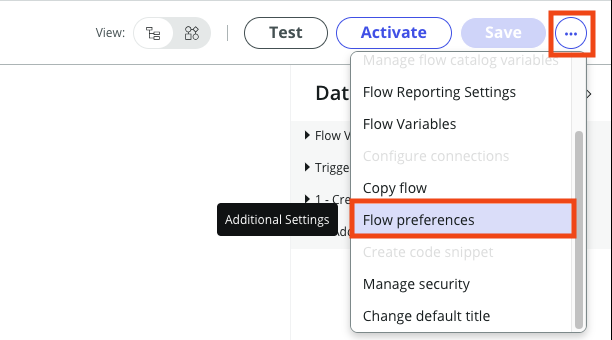 View:
Test
Activate
Save
Manage flow catalog variables
Dat
Flow Reporting Settings
Flow V
Flow Variables
Trigge
Configure connections
1 - Cre
Copy flow
Additional Settings
Flow preferences
Ad
Create code snippet
Manage security
Change default title